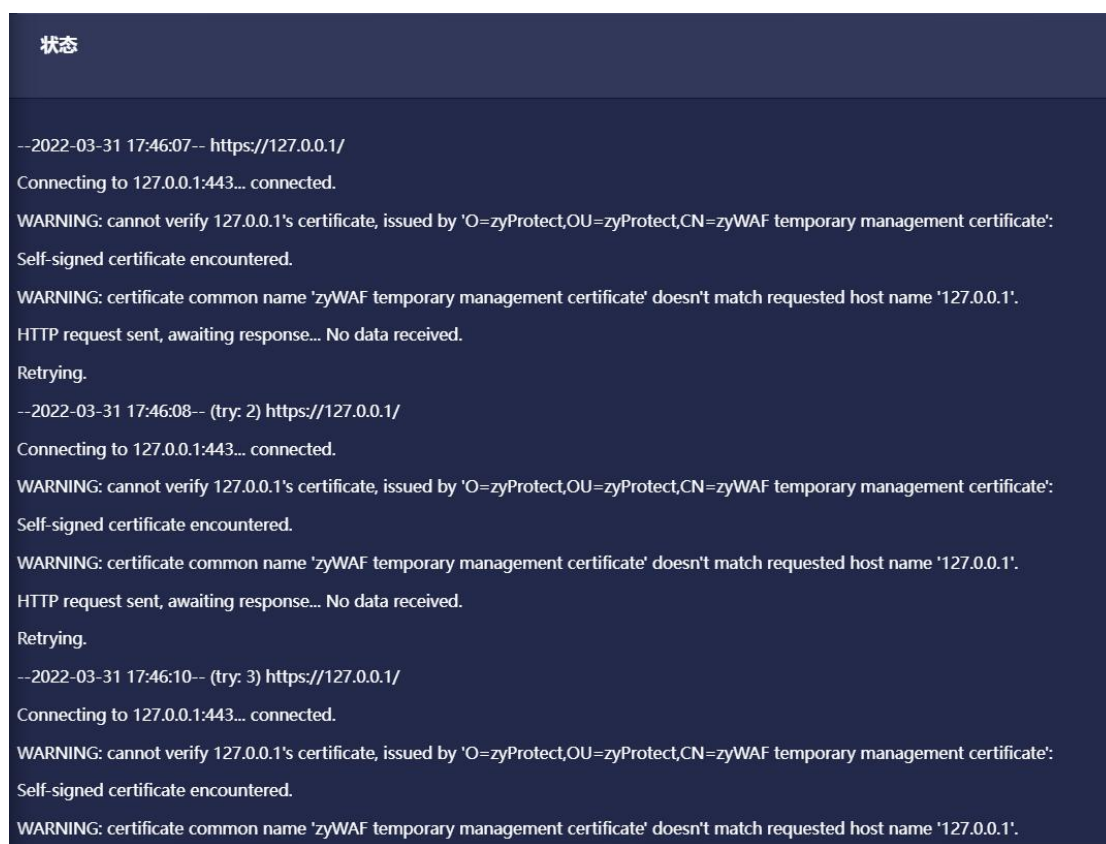 状态
--2022-03-31 17:46:07-- https://127.0.0.1/
Connecting to 127.0.0.1:443... connected.
WARNING: cannot verify 127.0.0.1's certificate, issued by 'O=zyProtect,OU=zyProtect,CN=zyWAF temporary management certificate':
Self-signed certificate encountered.
WARNING: certificate common name 'zyWAF temporary management certificate' doesn't match requested host name '127.0.0.1'.
HTTP request sent, awaiting response... No data received.
Retrying.
--2022-03-31 17:46:08-- (try: 2) https://127.0.0.1/
Connecting to 127.0.0.1:443... connected.
WARNING: cannot verify 127.0.0.1's certificate, issued by 'O=zyProtect,OU=zyProtect,CN=zyWAF temporary management certificate':
Self-signed certificate encountered.
WARNING: certificate common name 'zyWAF temporary management certificate' doesn't match requested host name '127.0.0.1'.
HTTP request sent, awaiting response... No data received.
Retrying.
--2022-03-31 17:46:10-- (try: 3) https://127.0.0.1/
Connecting to 127.0.0.1:443... connected.
WARNING: cannot verify 127.0.0.1's certificate, issued by 'O=zyProtect,OU=zyProtect,CN=zyWAF temporary management certificate':
Self-signed certificate encountered.
WARNING: certificate common name 'zyWAF temporary management certificate' doesn't match requested host name '127.0.0.1'.